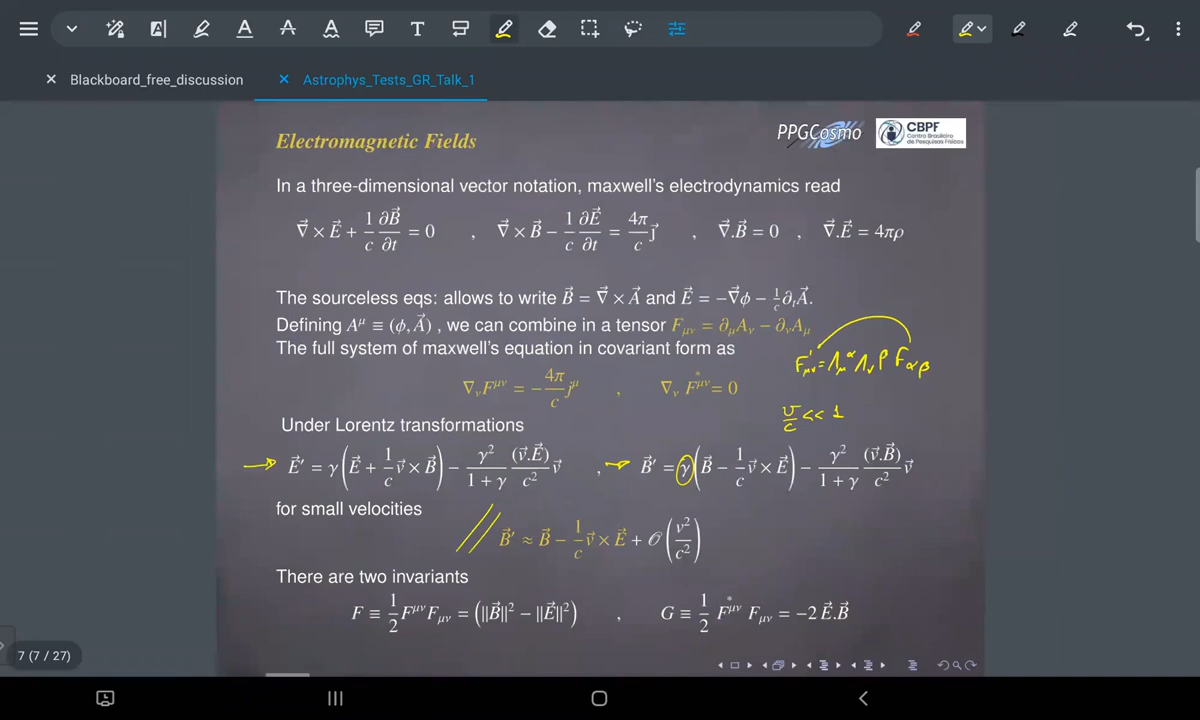 Blackboard_free_discussion
Astrophys_Tests_GR_Talk_1
Electromagnetic Fields
PPGCosmo
CBPF
Centro Brasileiro de Pesquisas Físicas
In a three-dimensional vector notation, maxwell's electrodynamics read
∇⃗ × E⃗ + 1/c ∂B⃗/∂t = 0 , ∇⃗ × B⃗ − 1/c ∂E⃗/∂t = 4π/c j⃗ , ∇⃗.B⃗ = 0 , ∇⃗.E⃗ = 4πρ
The sourceless eqs: allows to write B⃗ = ∇⃗ × A⃗ and E⃗ = −∇⃗ϕ − 1/c ∂ₜA⃗.
Defining A^μ ≡ (ϕ, A⃗) , we can combine in a tensor F_μν = ∂_μA_ν − ∂_νA_μ
The full system of maxwell's equation in covariant form as
F'_μν = Λ_μ^α Λ_ν^β F_αβ
∇_ν F^μν = − 4π/c j^μ , ∇_ν F*^μν = 0
v/c << 1
Under Lorentz transformations
E⃗' = γ(E⃗ + 1/c v⃗ × B⃗) − γ²/(1 + γ) (v⃗.E⃗)/c² v⃗ , B⃗' = γ(B⃗ − 1/c v⃗ × E⃗) − γ²/(1 + γ) (v⃗.B⃗)/c² v⃗
for small velocities
B⃗' ≈ B⃗ − 1/c v⃗ × E⃗ + 𝒪(v²/c²)
There are two invariants
F ≡ 1/2 F^μν F_μν = (||B⃗||² − ||E⃗||²) , G ≡ 1/2 F*^μν F_μν = −2 E⃗.B⃗
7 (7 / 27)